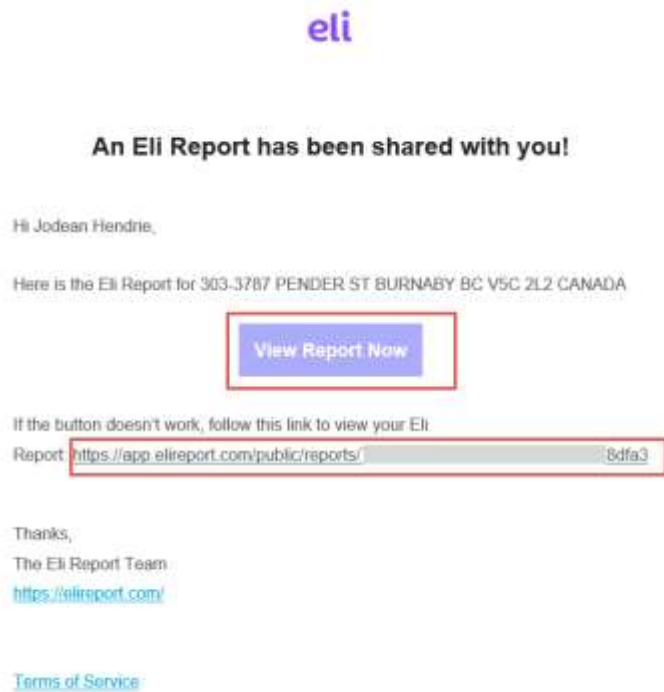 eli
An Eli Report has been shared with you!
Hi Jodean Hendrie,
Here is the Eli Report for 303-3787 PENDER ST BURNABY BC V5C 2L2 CANADA
View Report Now
If the button doesn't work, follow this link to view your Eli
Report: https://app.elireport.com/public/reports/ 8dfa3
Thanks,
The Eli Report Team
https://elireport.com/
Terms of Service